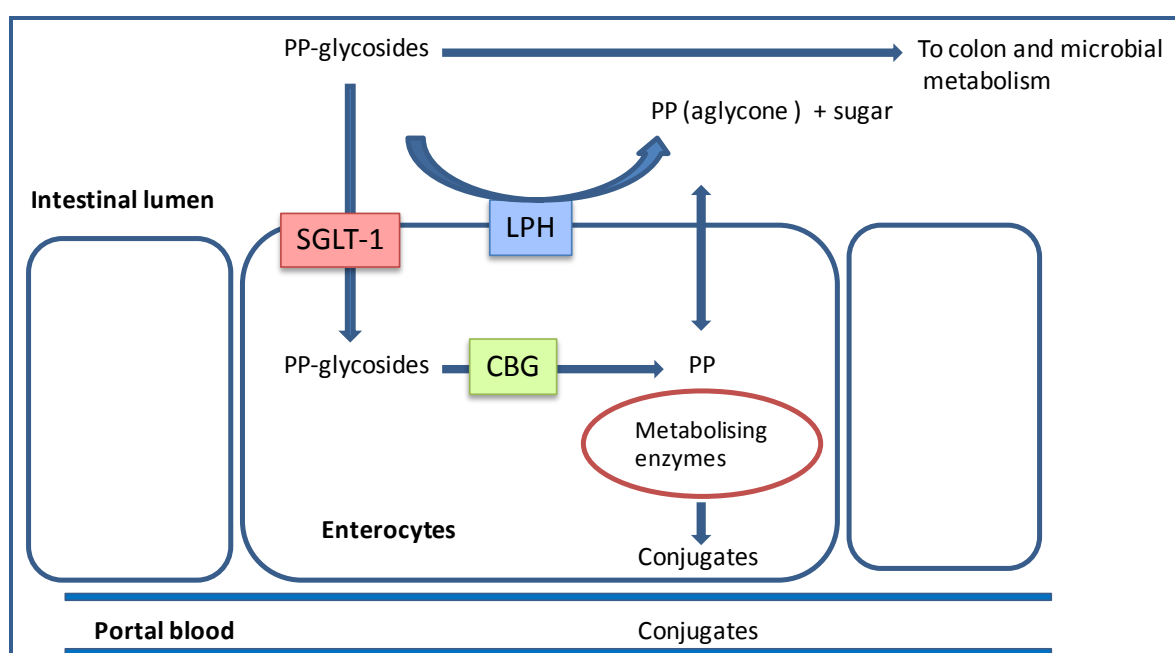 PP-glycosides
To colon and microbial
metabolism
PP (aglycone ) + sugar
Intestinal lumen
SGLT-1
LPH
PP-glycosides
CBG
PP
Metabolising
enzymes
Enterocytes
Conjugates
Portal blood
Conjugates